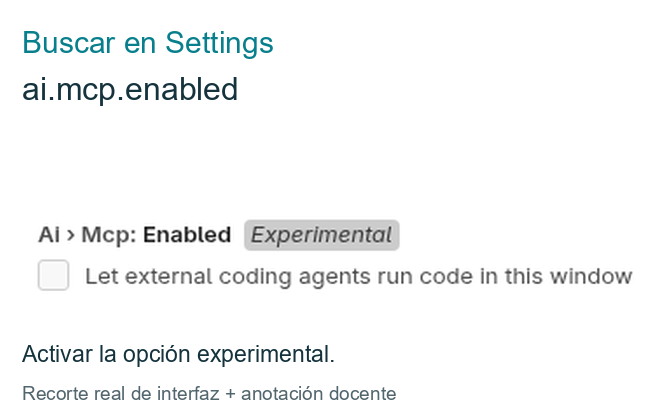 Buscar en Settings
ai.mcp.enabled
Ai › Mcp: Enabled Experimental
Let external coding agents run code in this window
Activar la opción experimental.
Recorte real de interfaz + anotación docente